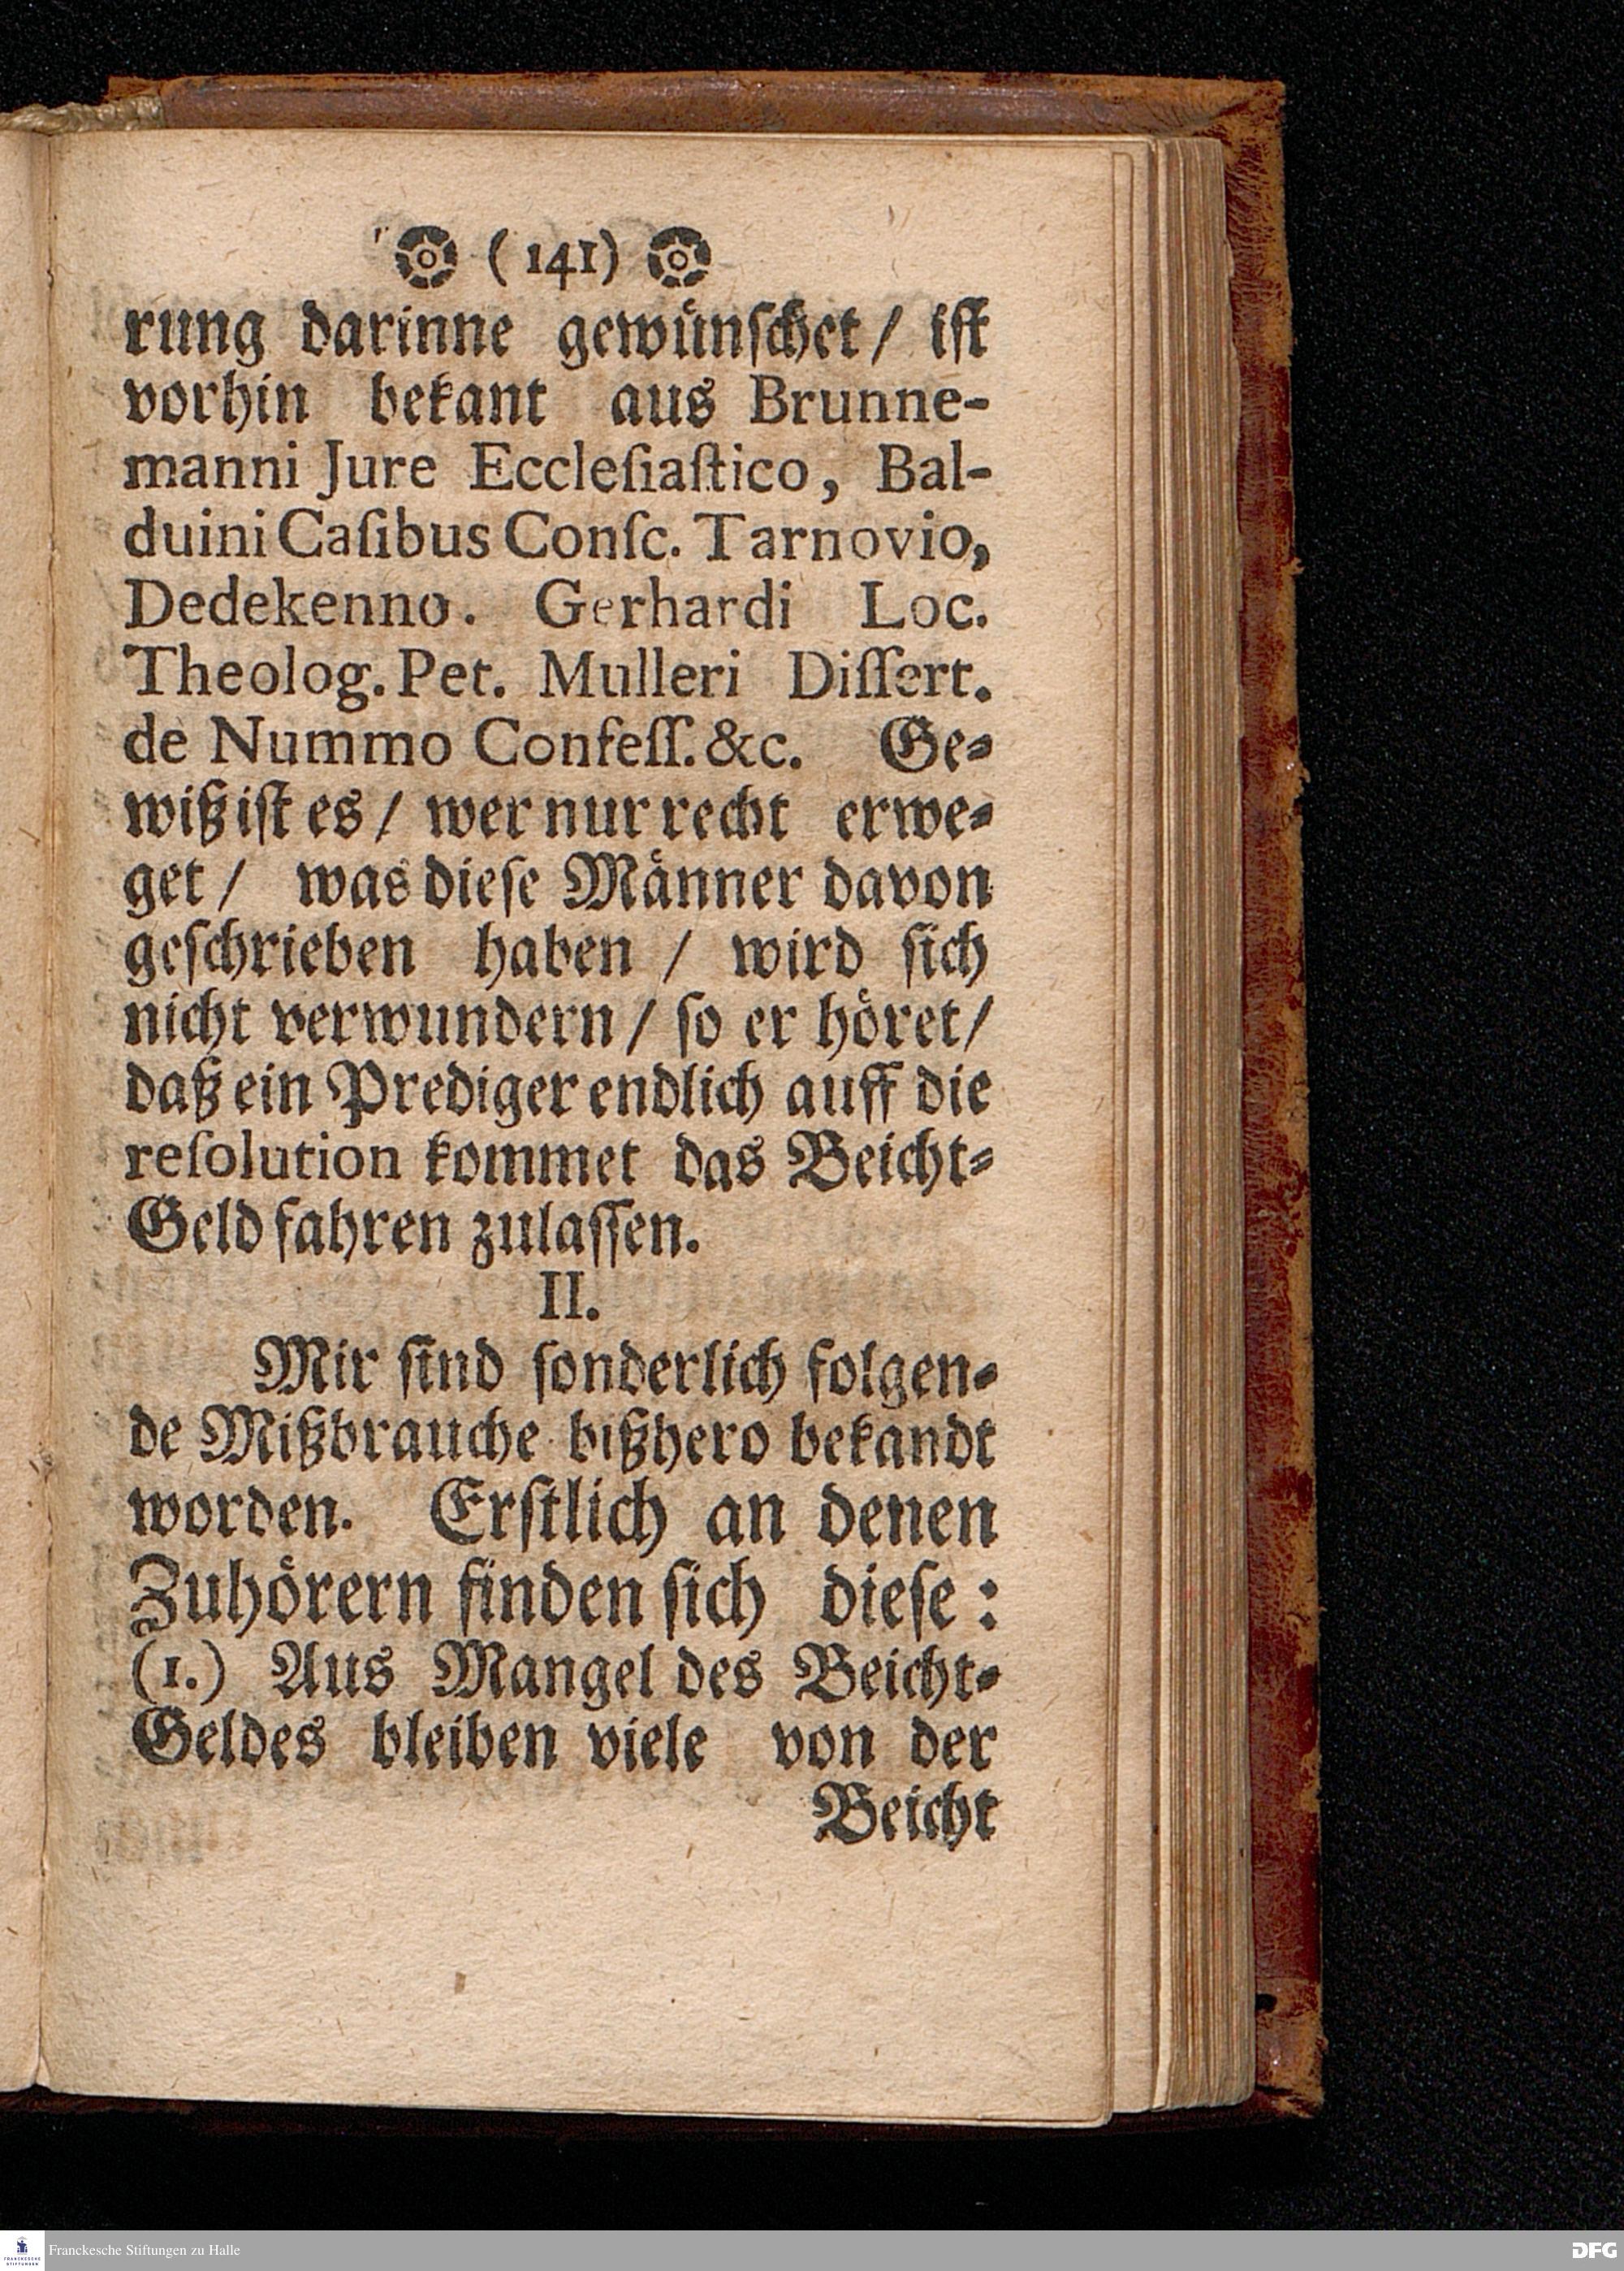 (141)
rung darinne gewünſchet/ iſt
vorhin bekant aus Brunne-
manni Jure Eccleſiaſtico, Bal-
duini Caſibus Conſc. Tarnovio,
Dedekenno. Gerhardi Loc.
Theolog. Pet. Mulleri Diſſert.
de Nummo Confeſſ. &c. Ge-
wiß iſt es / wer nur recht erwe-
get / was dieſe Männer davon
geſchrieben haben / wird ſich
nicht verwundern / ſo er höret/
daß ein Prediger endlich auff die
reſolution kommet das Beicht-
Geld fahren zulaſſen.
II.
Mir ſind ſonderlich folgen-
de Mißbrauche bißhero bekandt
worden. Erſtlich an denen
Zuhörern finden ſich dieſe:
(1.) Aus Mangel des Beicht-
Geldes bleiben viele von der
Beicht
FRANCKESCHE
STIFTUNGEN
Franckesche Stiftungen zu Halle
DFG